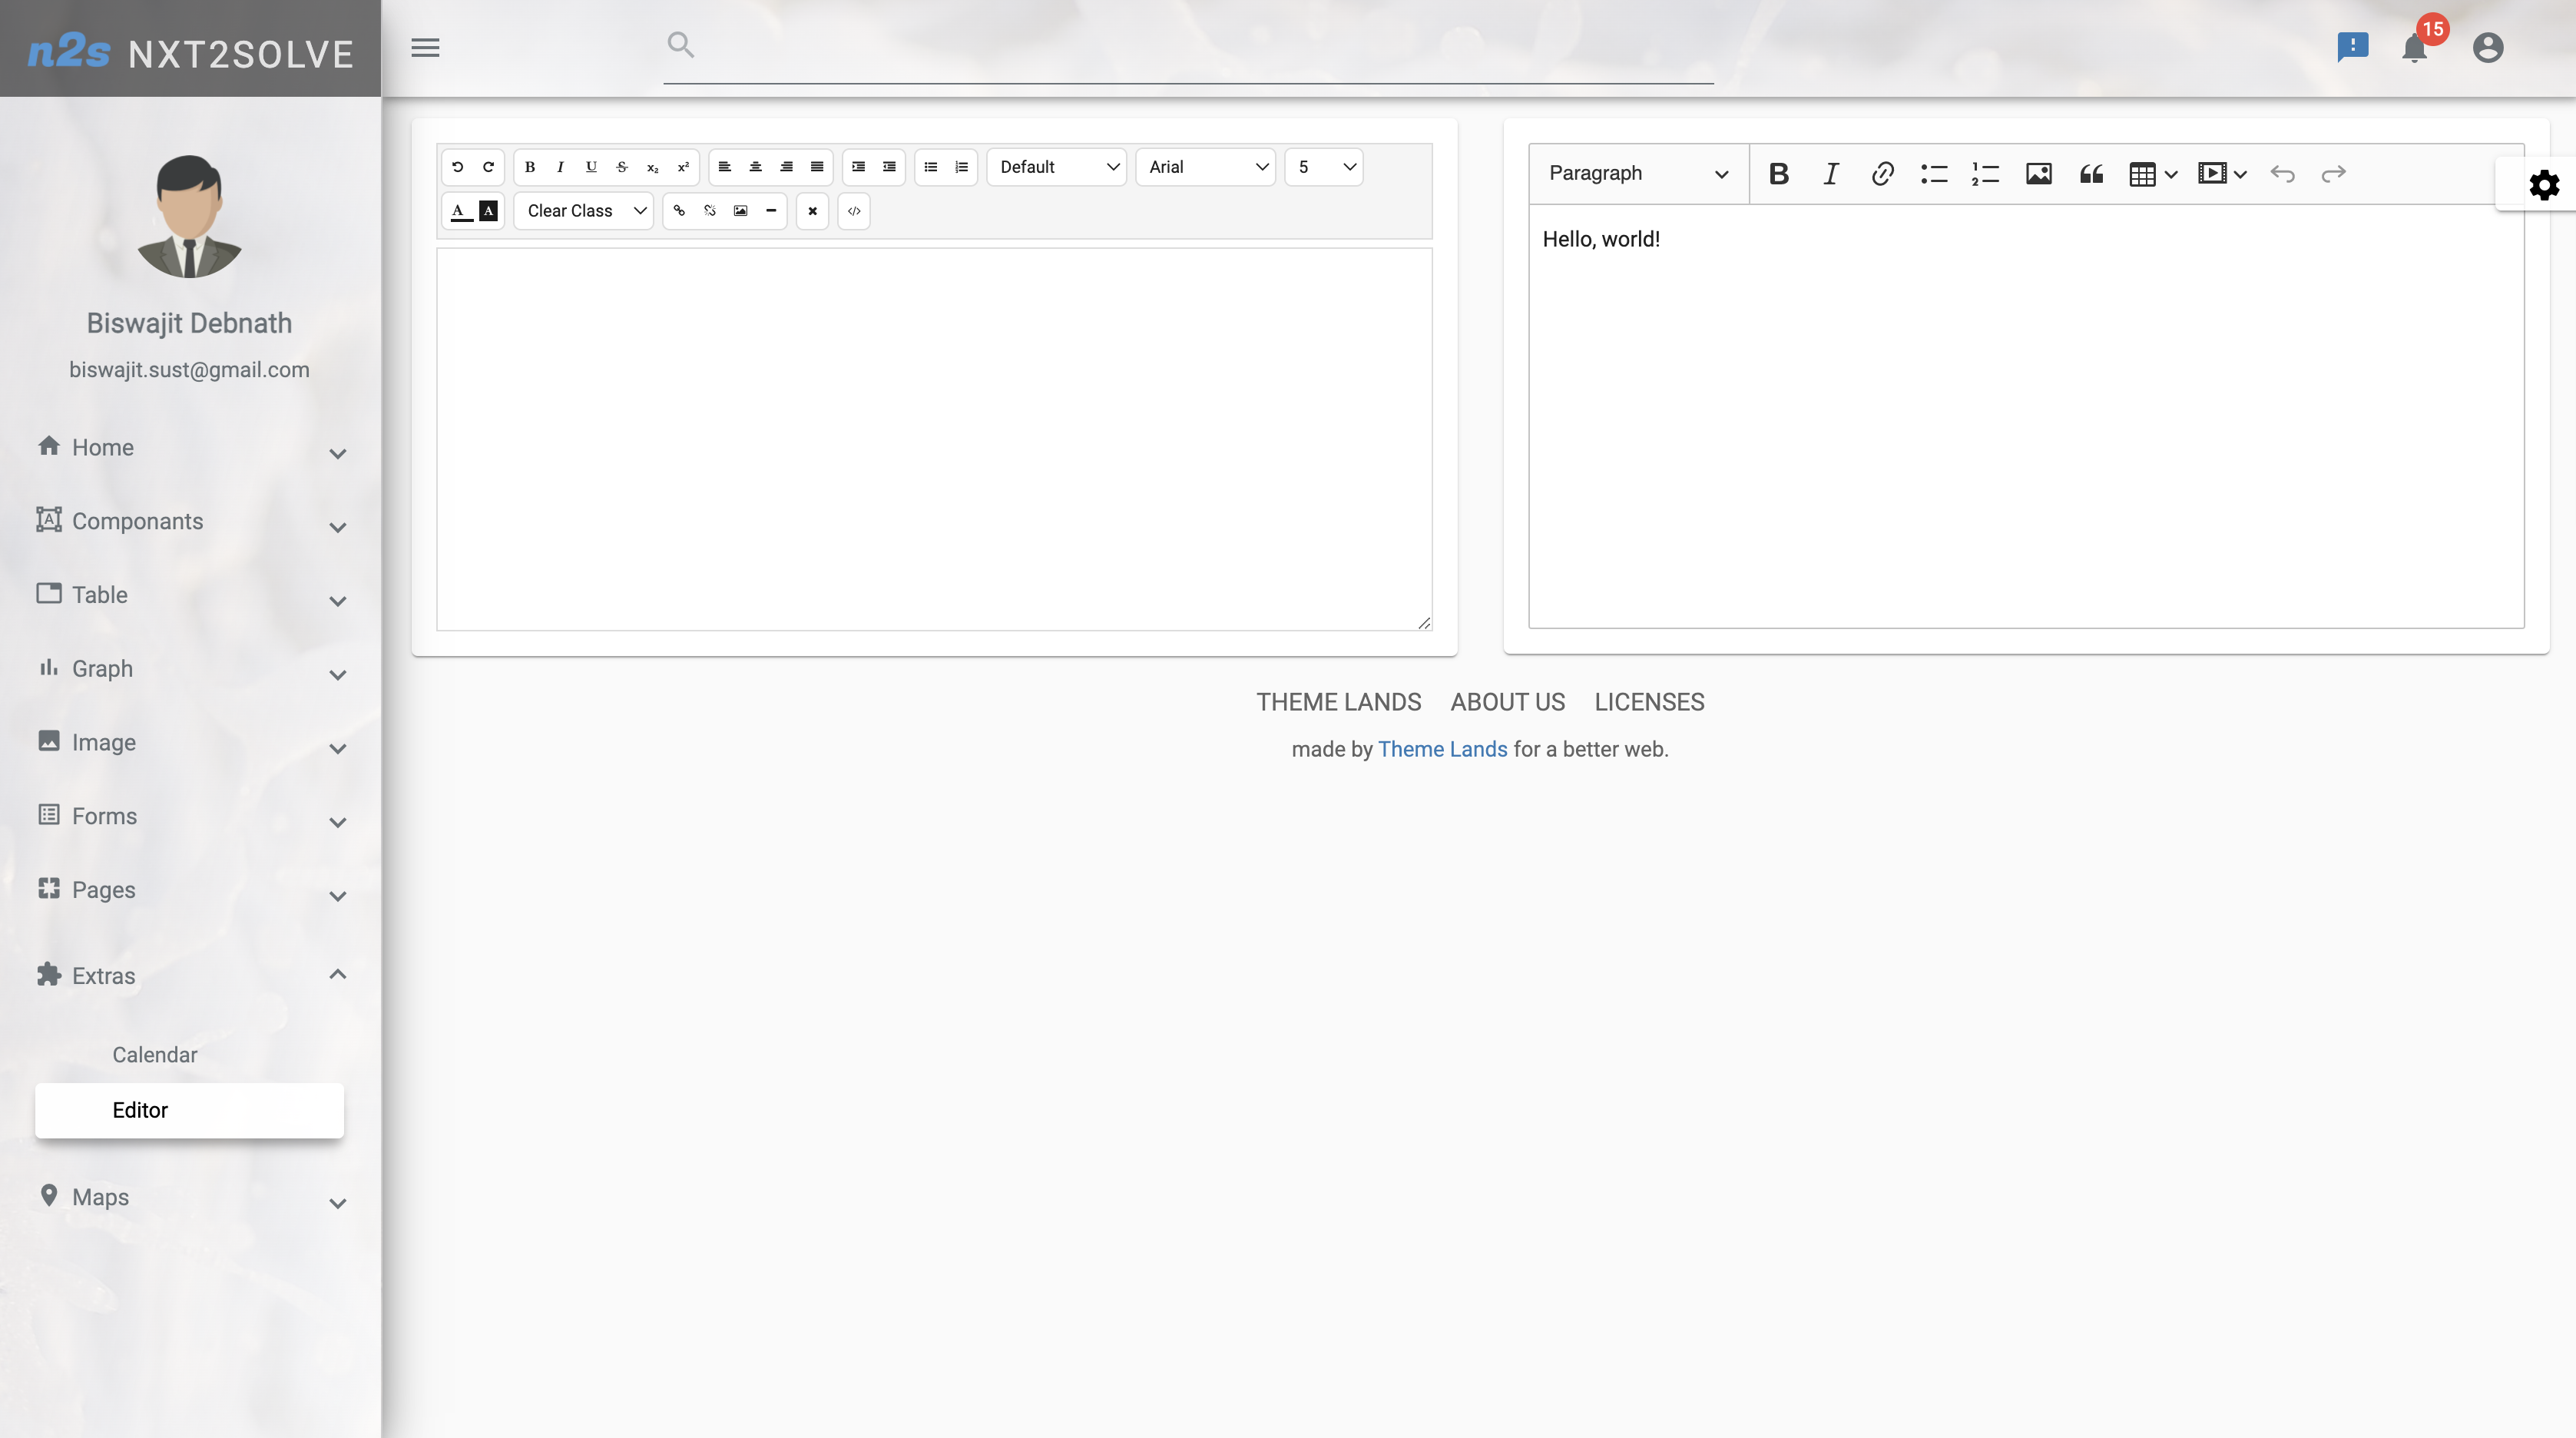 n2s NXT2SOLVE
15
Biswajit Debnath
biswajit.sust@gmail.com
Home
Componants
Table
Graph
Image
Forms
Pages
Extras
Calendar
Editor
Maps
B I U S x₂ x² Default Arial 5
A A Clear Class </>
Paragraph B I
Hello, world!
THEME LANDS ABOUT US LICENSES
made by Theme Lands for a better web.